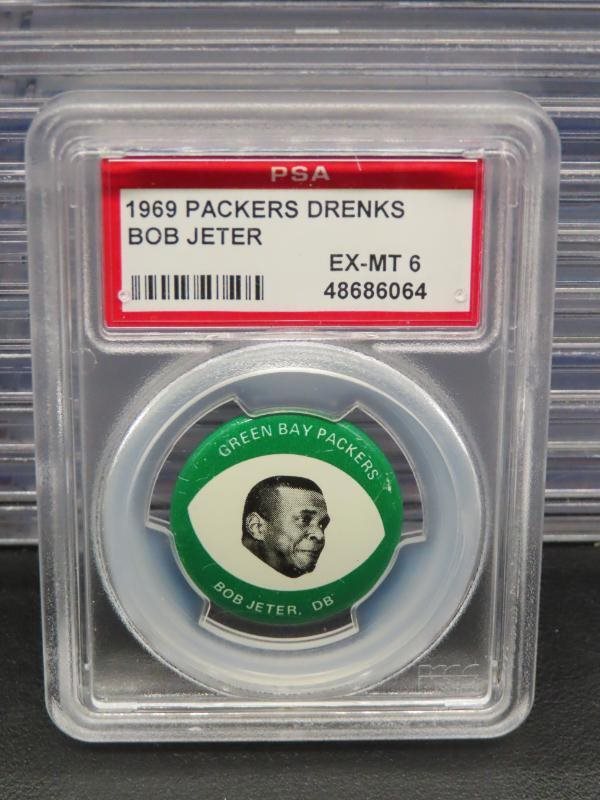 PSA
1969 PACKERS DRENKS
BOB JETER
EX-MT 6
48686064
GREEN BAY PACKERS
BOB JETER, DB